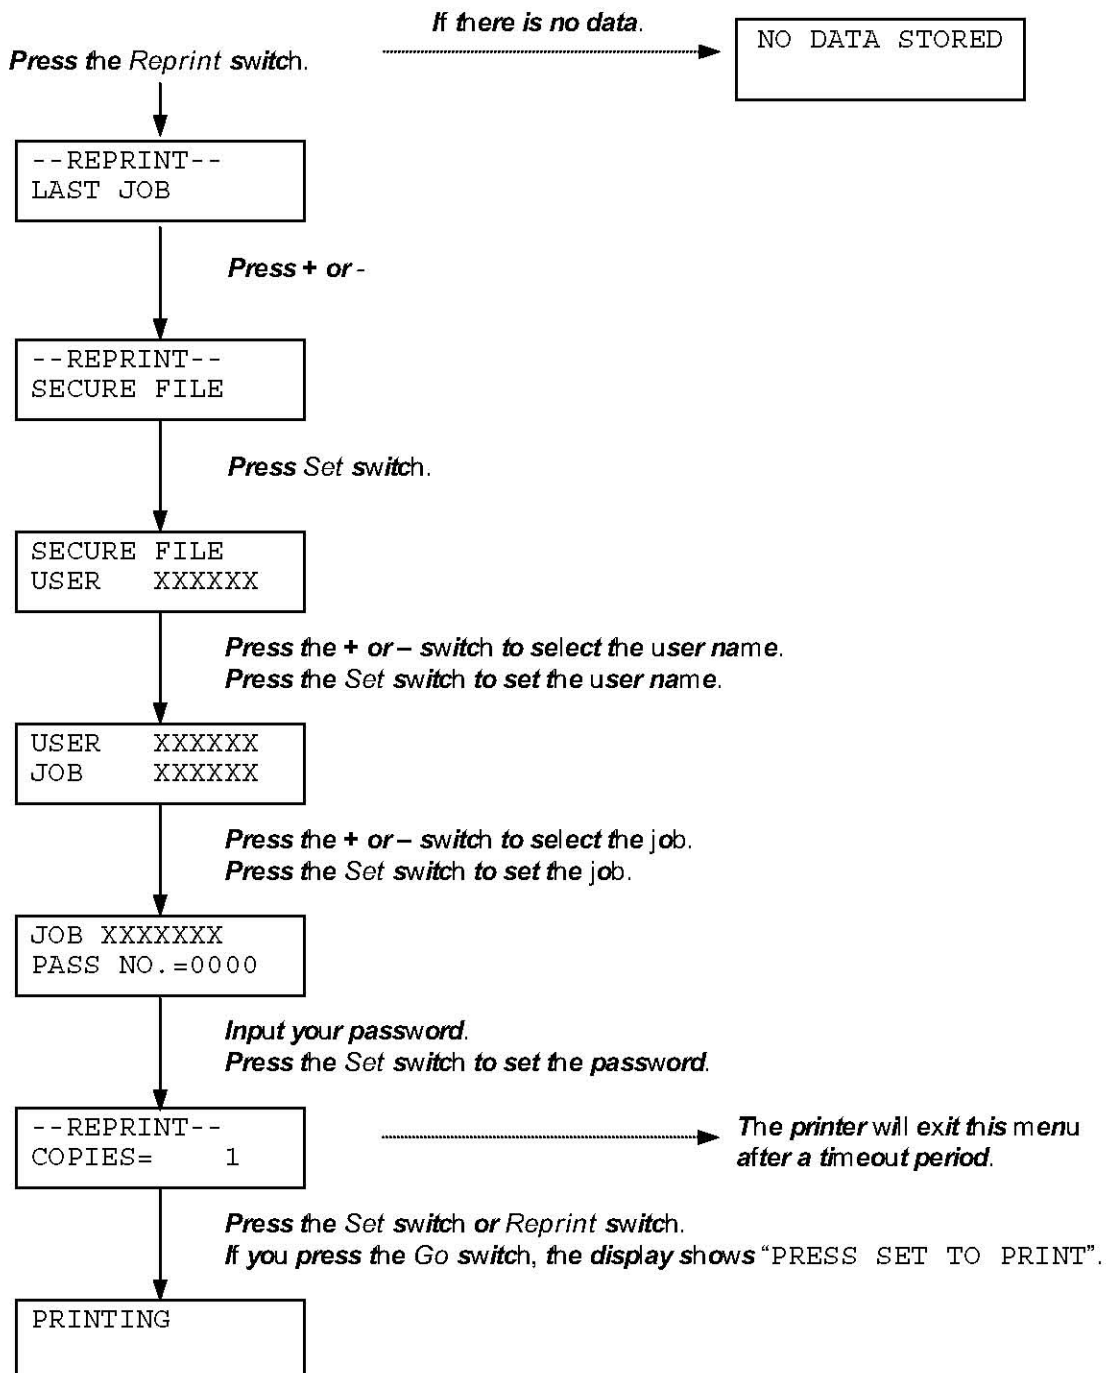 If there is no data.
NO DATA STORED
Press the Reprint switch.
--REPRINT--
LAST JOB
Press + or -
--REPRINT--
SECURE FILE
Press Set switch.
SECURE FILE
USER XXXXXX
Press the + or – switch to select the user name.
Press the Set switch to set the user name.
USER XXXXXX
JOB XXXXXX
Press the + or – switch to select the job.
Press the Set switch to set the job.
JOB XXXXXXX
PASS NO.=0000
Input your password.
Press the Set switch to set the password.
--REPRINT--
COPIES= 1
The printer will exit this menu
after a timeout period.
Press the Set switch or Reprint switch.
If you press the Go switch, the display shows “PRESS SET TO PRINT”.
PRINTING